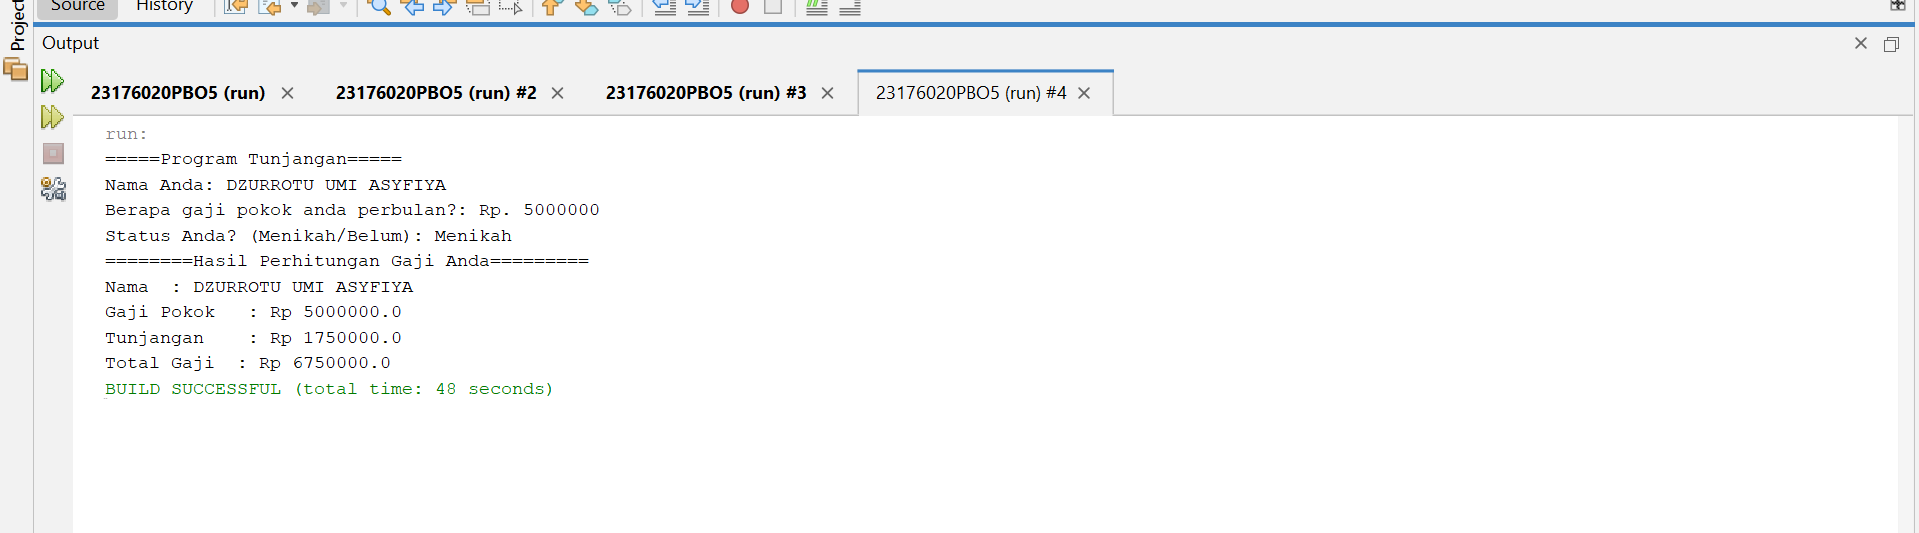 Source History
Project
Output
23176020PBO5 (run) 23176020PBO5 (run) #2 23176020PBO5 (run) #3 23176020PBO5 (run) #4
run:
=====Program Tunjangan=====
Nama Anda: DZURROTU UMI ASYFIYA
Berapa gaji pokok anda perbulan?: Rp. 5000000
Status Anda? (Menikah/Belum): Menikah
========Hasil Perhitungan Gaji Anda=========
Nama  : DZURROTU UMI ASYFIYA
Gaji Pokok   : Rp 5000000.0
Tunjangan    : Rp 1750000.0
Total Gaji  : Rp 6750000.0
BUILD SUCCESSFUL (total time: 48 seconds)